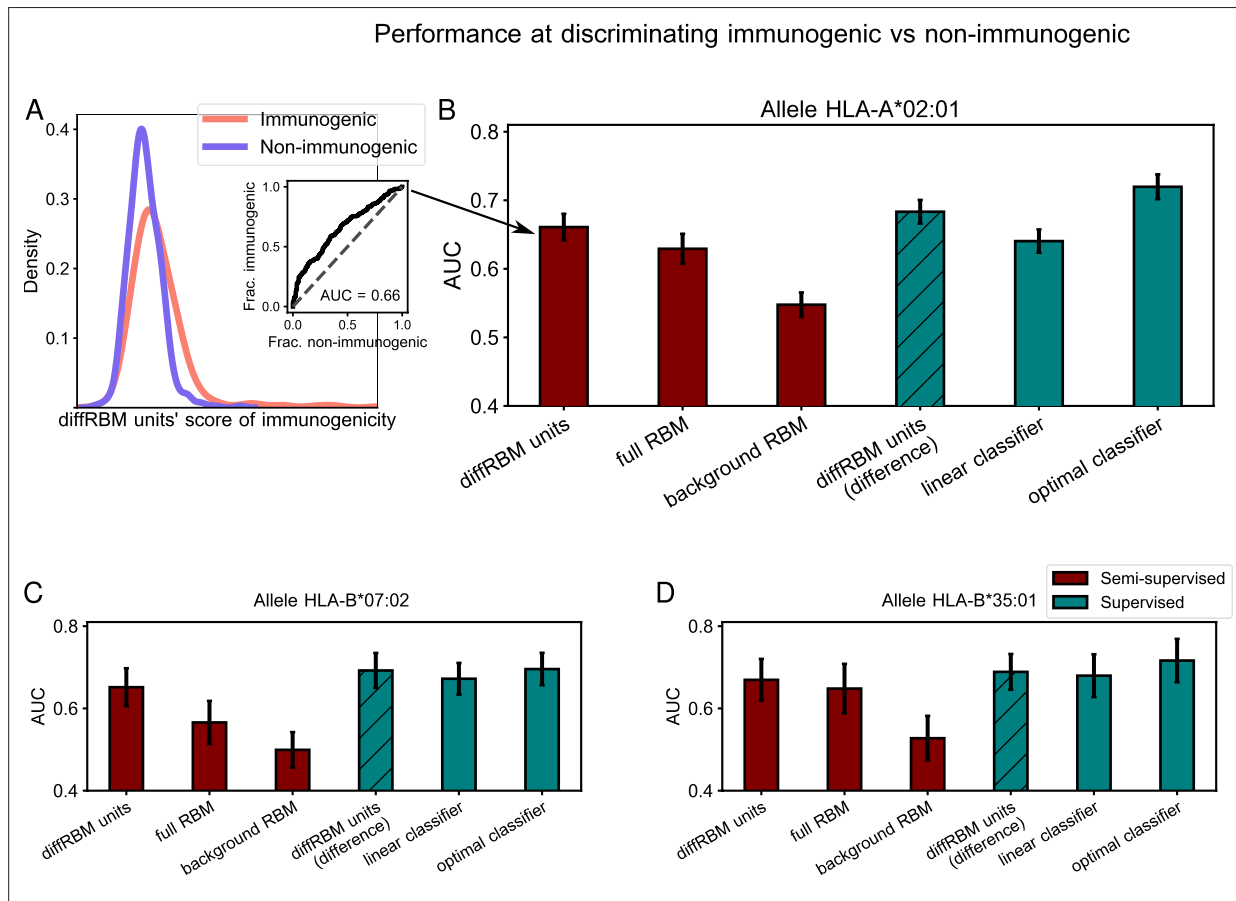 Performance at discriminating immunogenic vs non-immunogenic
A
Immunogenic
Non-immunogenic
0.4
0.3
0.2
0.1
Density
diffRBM units' score of immunogenicity
1.0
0.5
0.0
Frac. immunogenic
AUC = 0.66
0.0
0.5
1.0
Frac. non-immunogenic
B
Allele HLA-A*02:01
0.8
0.7
0.6
0.5
0.4
AUC
diffRBM units
full RBM
background RBM
diffRBM units
(difference)
linear classifier
optimal classifier
C
Allele HLA-B*07:02
0.8
0.6
0.4
AUC
diffRBM units
full RBM
background RBM
diffRBM units
(difference)
linear classifier
optimal classifier
D
Allele HLA-B*35:01
Semi-supervised
Supervised
0.8
0.6
0.4
AUC
diffRBM units
full RBM
background RBM
diffRBM units
(difference)
linear classifier
optimal classifier